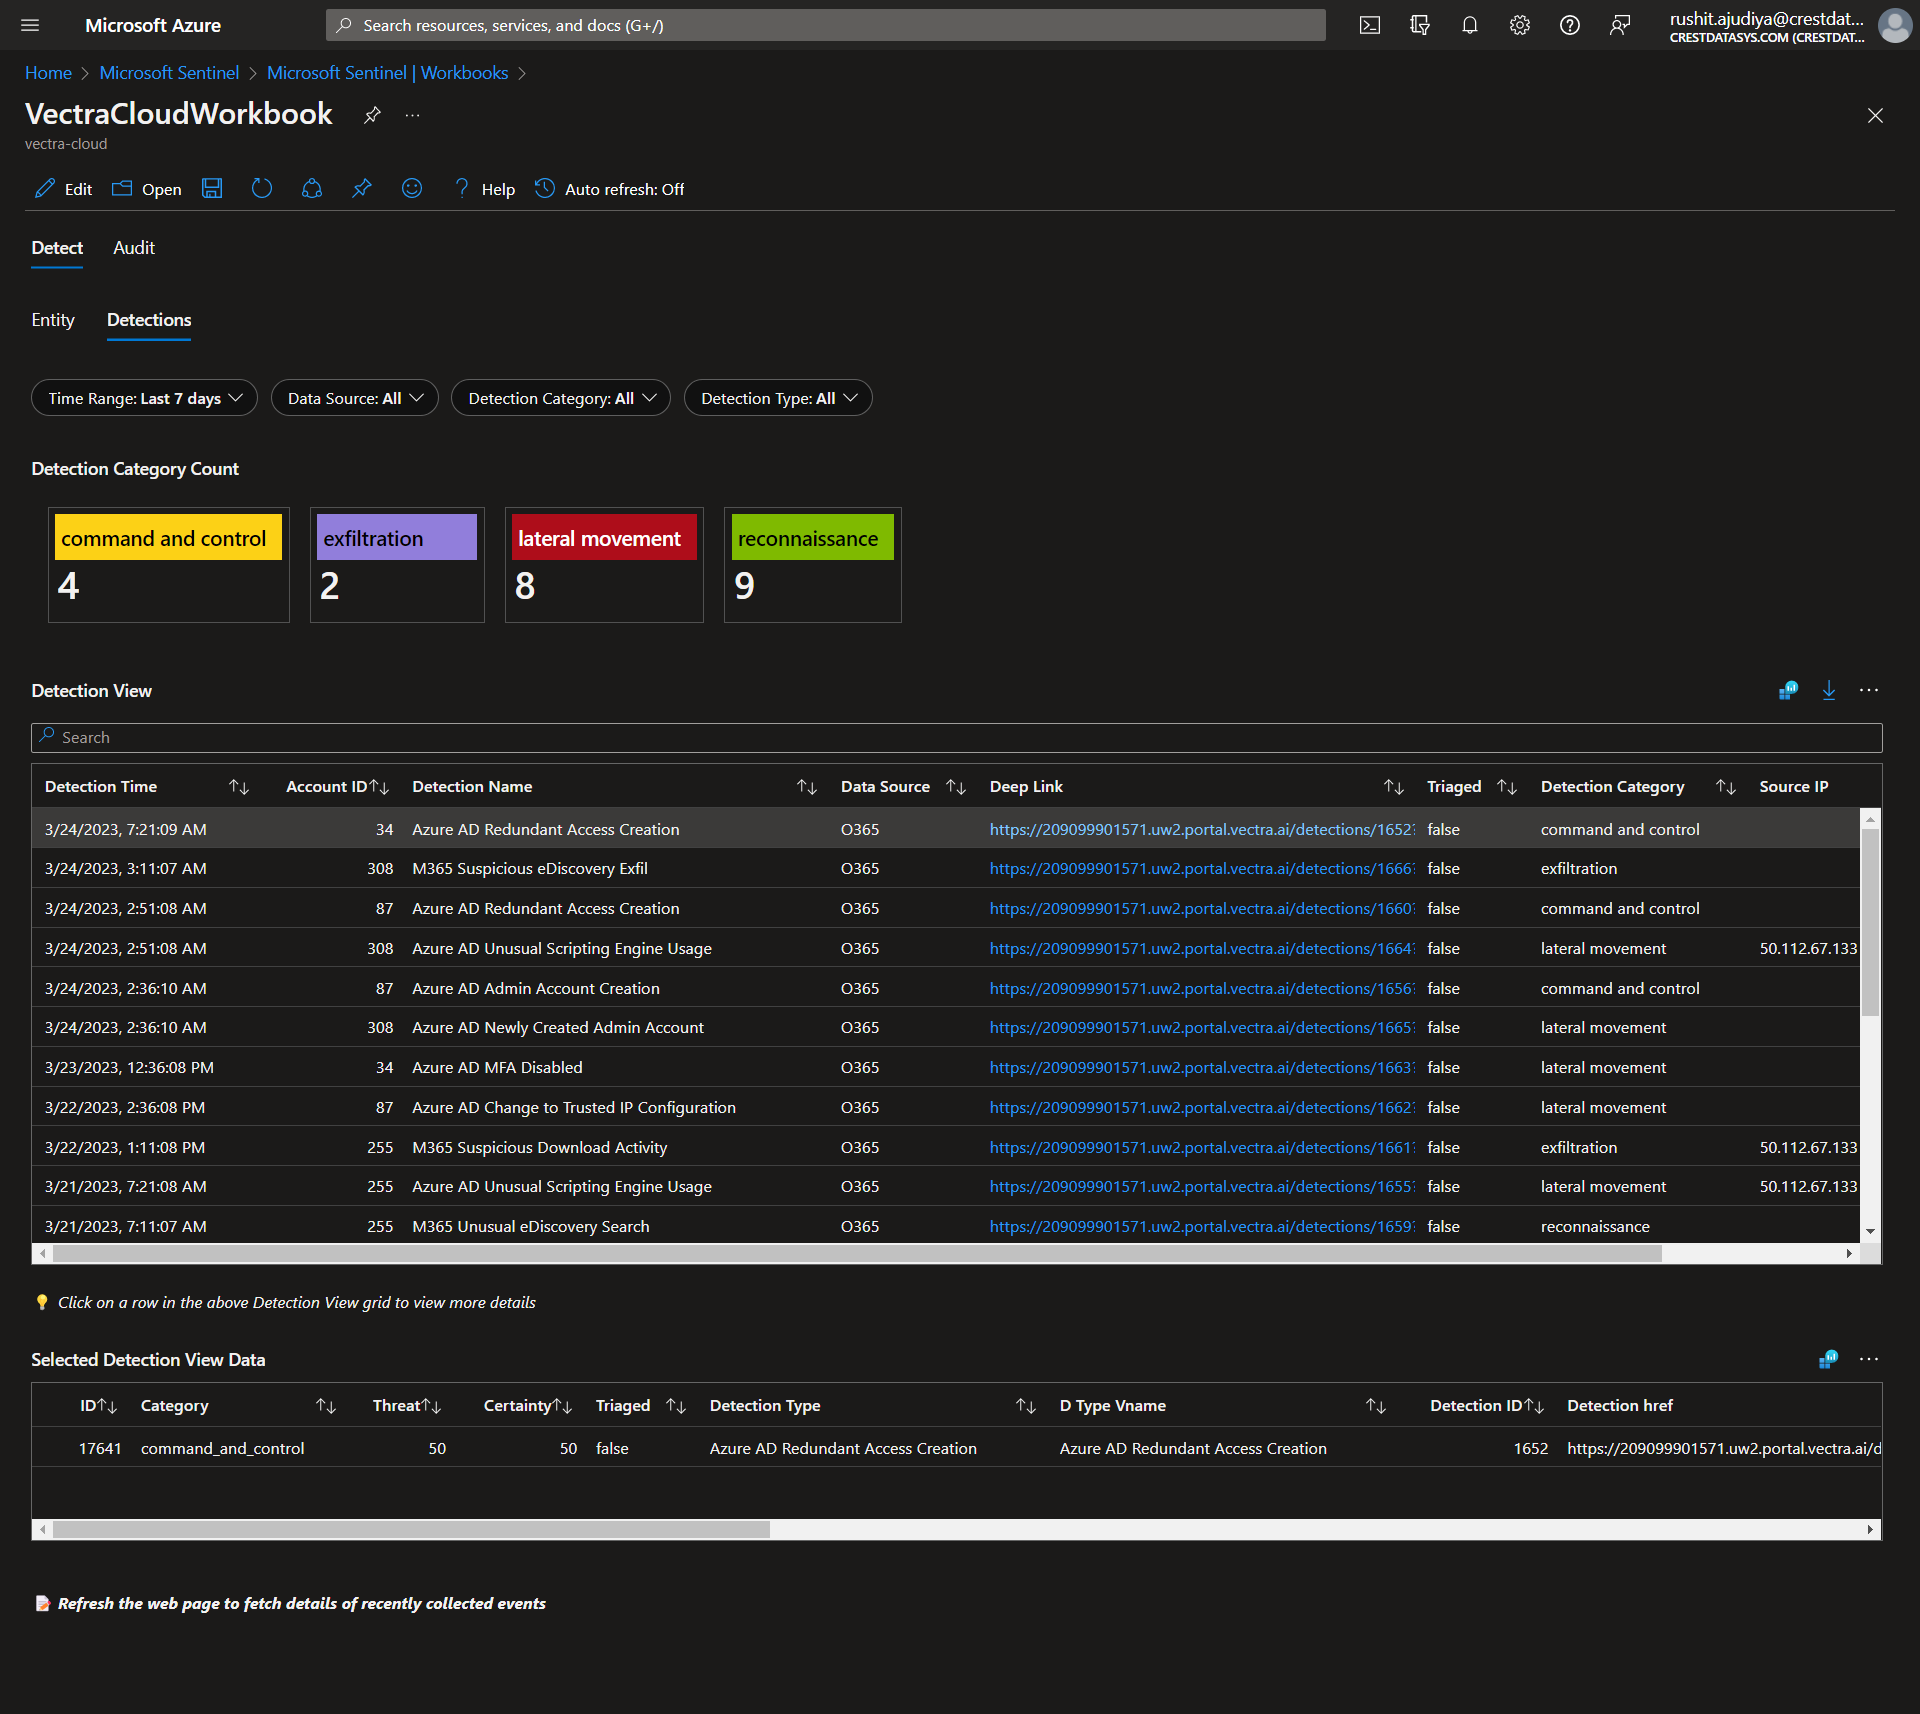 Microsoft Azure
Search resources, services, and docs (G+/)
rushit.ajudiya@crestdat...
CRESTDATASYS.COM (CRESTDAT...
Home > Microsoft Sentinel > Microsoft Sentinel | Workbooks >
VectraCloudWorkbook ...
vectra-cloud
Edit Open Help Auto refresh: Off
Detect Audit
Entity Detections
Time Range: Last 7 days Data Source: All Detection Category: All Detection Type: All
Detection Category Count
command and control exfiltration lateral movement reconnaissance
4 2 8 9
Detection View
Search
Detection Time Account ID Detection Name Data Source Deep Link Triaged Detection Category Source IP
3/24/2023, 7:21:09 AM 34 Azure AD Redundant Access Creation O365 https://209099901571.uw2.portal.vectra.ai/detections/1652? false command and control
3/24/2023, 3:11:07 AM 308 M365 Suspicious eDiscovery Exfil O365 https://209099901571.uw2.portal.vectra.ai/detections/1666? false exfiltration
3/24/2023, 2:51:08 AM 87 Azure AD Redundant Access Creation O365 https://209099901571.uw2.portal.vectra.ai/detections/1660? false command and control
3/24/2023, 2:51:08 AM 308 Azure AD Unusual Scripting Engine Usage O365 https://209099901571.uw2.portal.vectra.ai/detections/1664? false lateral movement 50.112.67.133
3/24/2023, 2:36:10 AM 87 Azure AD Admin Account Creation O365 https://209099901571.uw2.portal.vectra.ai/detections/1656? false command and control
3/24/2023, 2:36:10 AM 308 Azure AD Newly Created Admin Account O365 https://209099901571.uw2.portal.vectra.ai/detections/1665? false lateral movement
3/23/2023, 12:36:08 PM 34 Azure AD MFA Disabled O365 https://209099901571.uw2.portal.vectra.ai/detections/1663? false lateral movement
3/22/2023, 2:36:08 PM 87 Azure AD Change to Trusted IP Configuration O365 https://209099901571.uw2.portal.vectra.ai/detections/1662? false lateral movement
3/22/2023, 1:11:08 PM 255 M365 Suspicious Download Activity O365 https://209099901571.uw2.portal.vectra.ai/detections/1661? false exfiltration 50.112.67.133
3/21/2023, 7:21:08 AM 255 Azure AD Unusual Scripting Engine Usage O365 https://209099901571.uw2.portal.vectra.ai/detections/1655? false lateral movement 50.112.67.133
3/21/2023, 7:11:07 AM 255 M365 Unusual eDiscovery Search O365 https://209099901571.uw2.portal.vectra.ai/detections/1659? false reconnaissance
Click on a row in the above Detection View grid to view more details
Selected Detection View Data
ID Category Threat Certainty Triaged Detection Type D Type Vname Detection ID Detection href
17641 command_and_control 50 50 false Azure AD Redundant Access Creation Azure AD Redundant Access Creation 1652 https://209099901571.uw2.portal.vectra.ai/d
Refresh the web page to fetch details of recently collected events